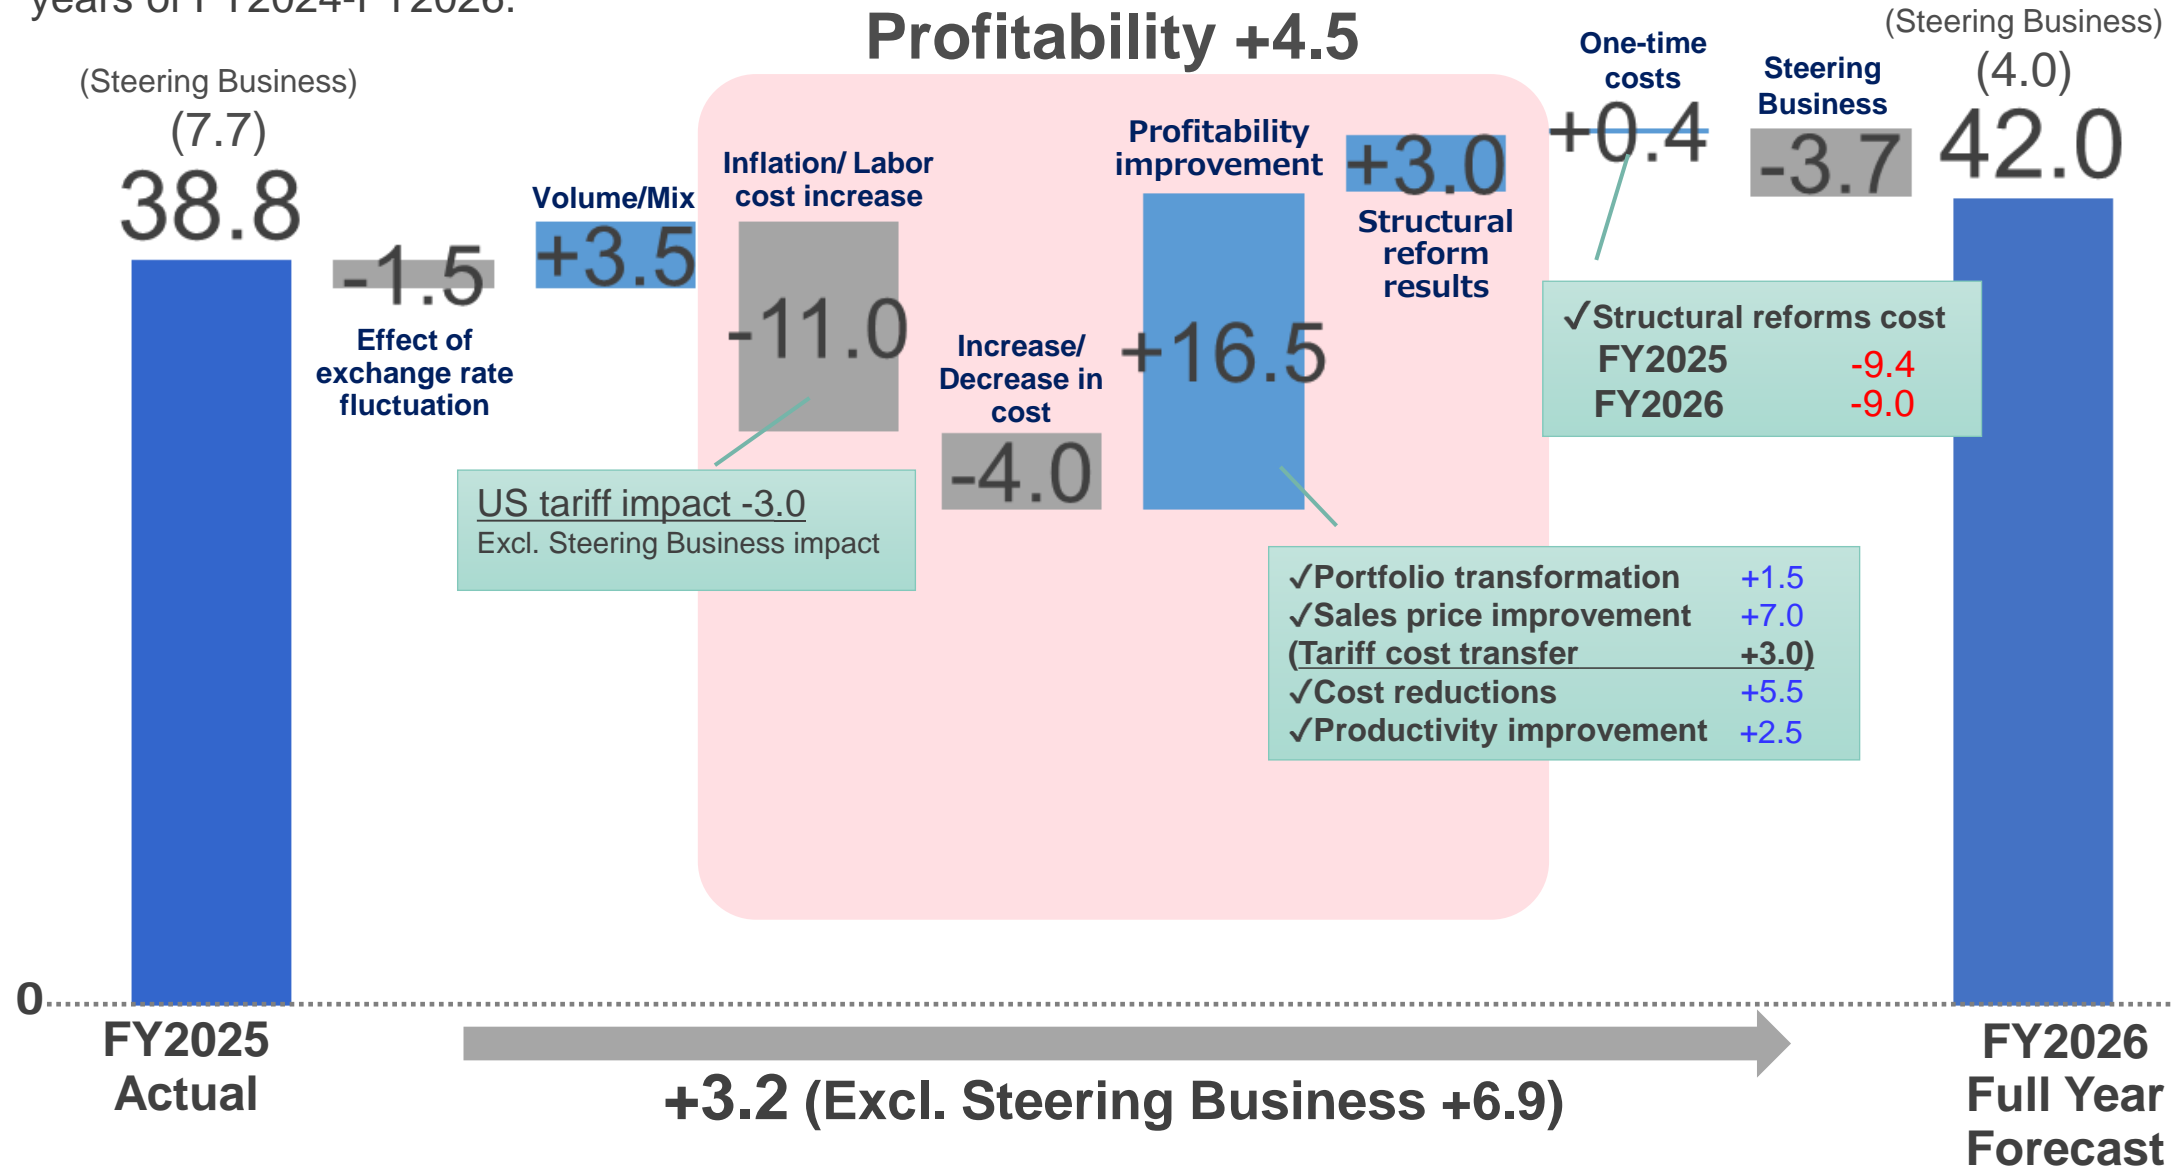 years of FY2024-FY2026.
Profitability +4.5
(Steering Business)
(7.7)
38.8
-1.5
Effect of
exchange rate
fluctuation
Volume/Mix
+3.5
Inflation/ Labor
cost increase
-11.0
US tariff impact -3.0
Excl. Steering Business impact
Increase/
Decrease in
cost
-4.0
Profitability
improvement
+16.5
✓Portfolio transformation +1.5
✓Sales price improvement +7.0
(Tariff cost transfer +3.0)
✓Cost reductions +5.5
✓Productivity improvement +2.5
+3.0
Structural
reform
results
One-time
costs
+0.4
✓Structural reforms cost
FY2025 -9.4
FY2026 -9.0
Steering
Business
-3.7
(Steering Business)
(4.0)
42.0
0
FY2025
Actual
+3.2 (Excl. Steering Business +6.9)
FY2026
Full Year
Forecast